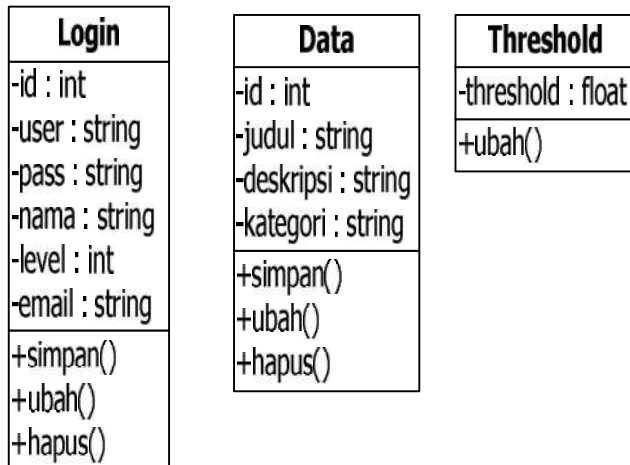 Login
-id : int
-user : string
-pass : string
-nama : string
-level : int
-email : string
+simpan()
+ubah()
+hapus()
Data
-id : int
-judul : string
-deskripsi : string
-kategori : string
+simpan()
+ubah()
+hapus()
Threshold
-threshold : float
+ubah()